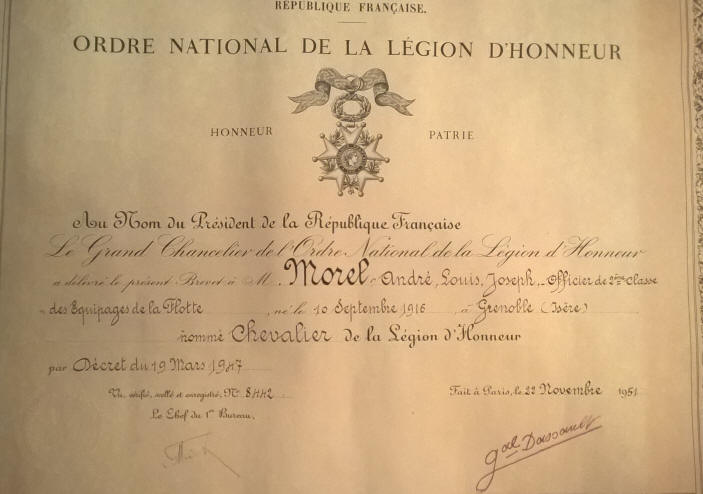 RÉPUBLIQUE FRANÇAISE.
ORDRE NATIONAL DE LA LÉGION D'HONNEUR
HONNEUR PATRIE
Au Nom du Président de la République Française
Le Grand Chancelier de l'Ordre National de la Légion d'Honneur
a délivré le présent Brevet à M. Morel, André, Louis, Joseph, Officier de 2ème Classe
des Equipages de la Flotte, né le 10 Septembre 1916, à Grenoble (Isère)
nommé Chevalier de la Légion d'Honneur
par Décret du 19 Mars 1947
Vu, vérifié, scellé et enregistré, N° 8442 Fait à Paris, le 22 Novembre 1951
Le Chef du 1er Bureau,
gal Dassault